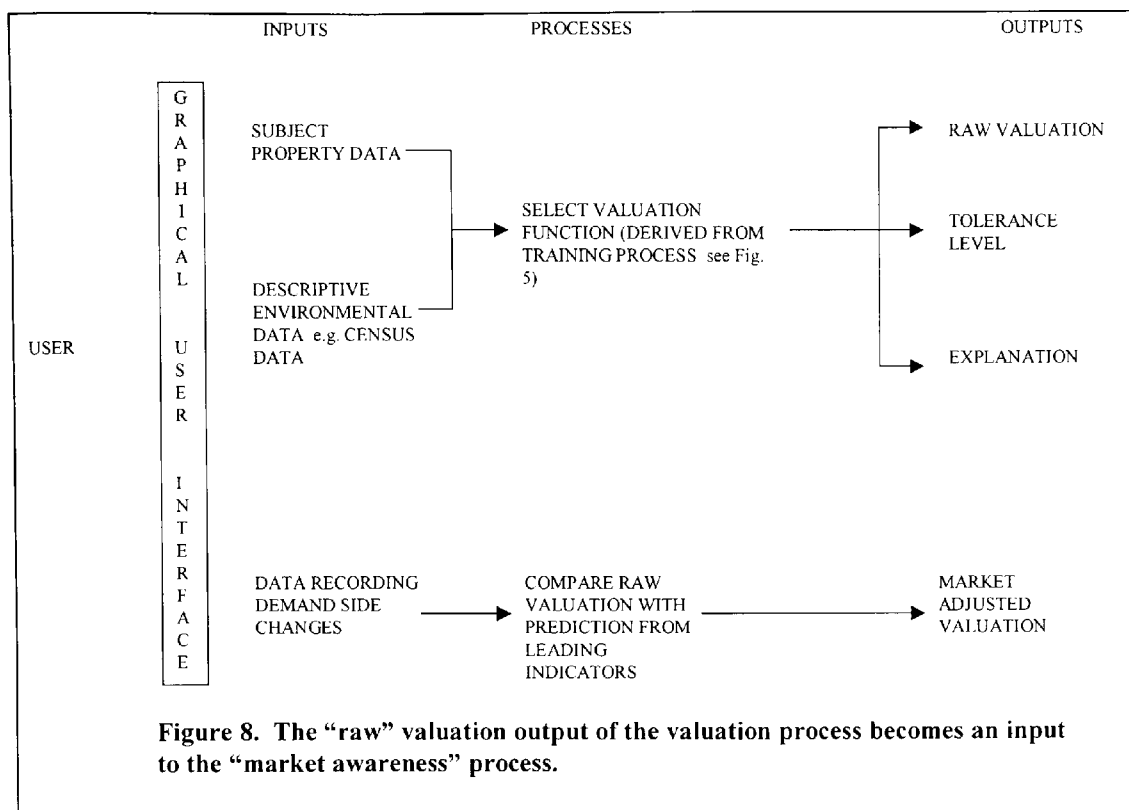 INPUTS PROCESSES OUTPUTS
GRAPH1CAL USER INTERFACE
USER
SUBJECT
PROPERTY DATA
DESCRIPTIVE
ENVIRONMENTAL
DATA e.g. CENSUS
DATA
SELECT VALUATION
FUNCTION (DERIVED FROM
TRAINING PROCESS see Fig.
5)
RAW VALUATION
TOLERANCE
LEVEL
EXPLANATION
DATA RECORDING
DEMAND SIDE
CHANGES
COMPARE RAW
VALUATION WITH
PREDICTION FROM
LEADING
INDICATORS
MARKET
ADJUSTED
VALUATION
Figure 8. The “raw” valuation output of the valuation process becomes an input
to the “market awareness” process.